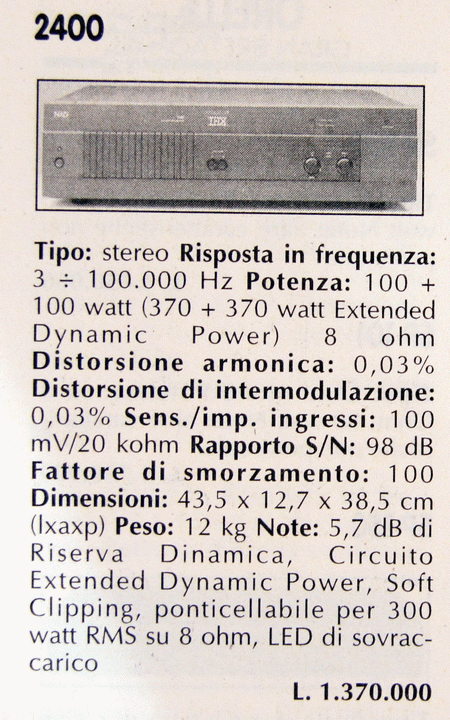 2400
NAD
THX
Tipo: stereo Risposta in frequenza:
3 ÷ 100.000 Hz Potenza: 100 +
100 watt (370 + 370 watt Extended
Dynamic Power) 8 ohm
Distorsione armonica: 0,03%
Distorsione di intermodulazione:
0,03% Sens./imp. ingressi: 100
mV/20 kohm Rapporto S/N: 98 dB
Fattore di smorzamento: 100
Dimensioni: 43,5 x 12,7 x 38,5 cm
(lxaxp) Peso: 12 kg Note: 5,7 dB di
Riserva Dinamica, Circuito
Extended Dynamic Power, Soft
Clipping, ponticellabile per 300
watt RMS su 8 ohm, LED di sovrac-
carico
L. 1.370.000